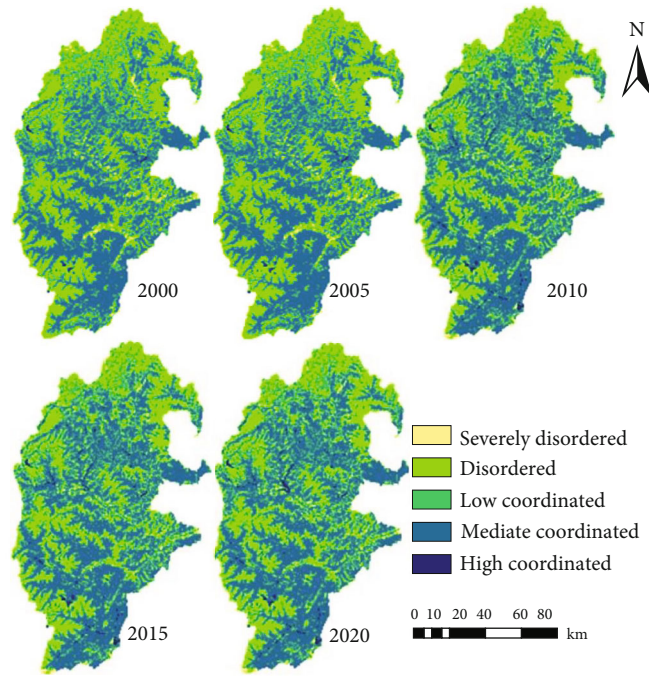 N
2000
2005
2010
2015
2020
Severely disordered
Disordered
Low coordinated
Mediate coordinated
High coordinated
0 10 20 40 60 80
km